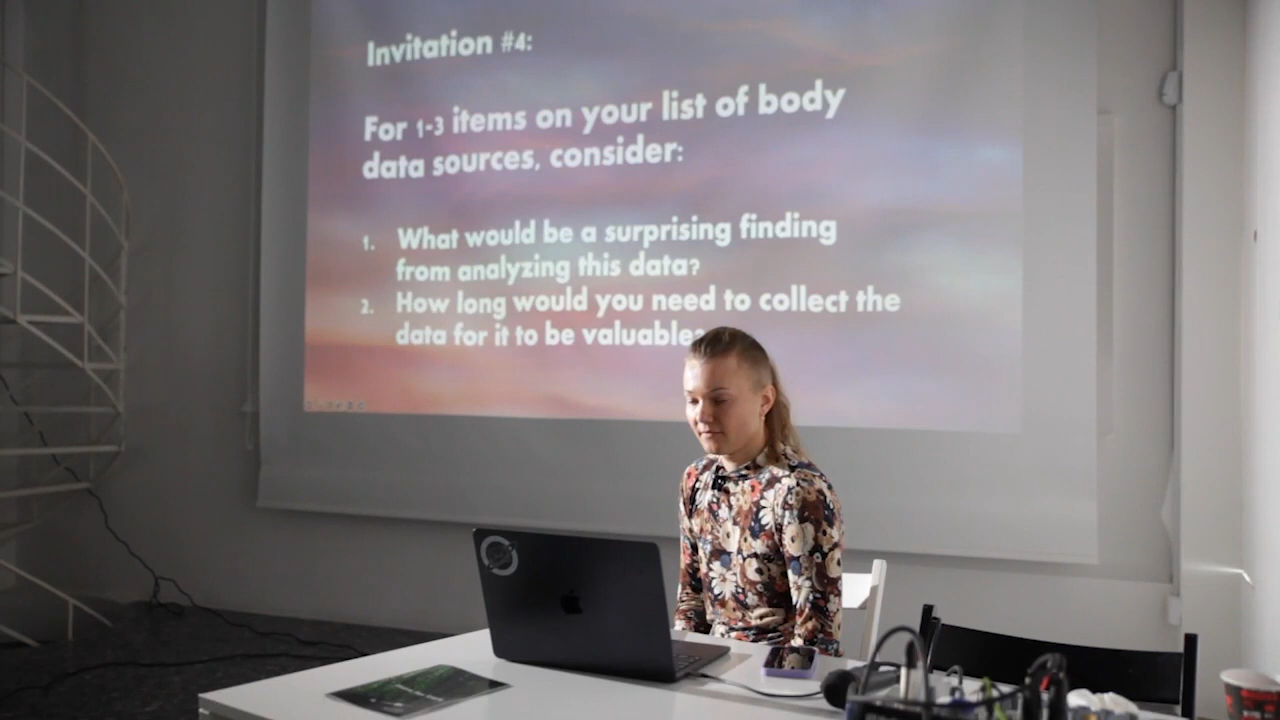 Invitation #4:
For 1-3 items on your list of body
data sources, consider:
1. What would be a surprising finding
from analyzing this data?
2. How long would you need to collect the
data for it to be valuable?